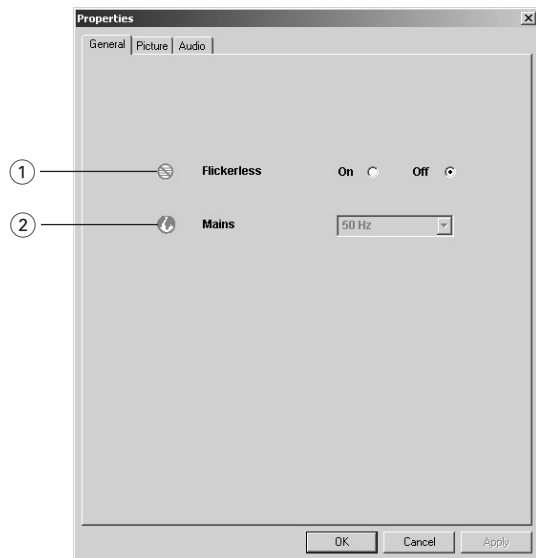 Properties
General Picture Audio
1 Flickerless On Off
2 Mains 50 Hz
OK Cancel Apply